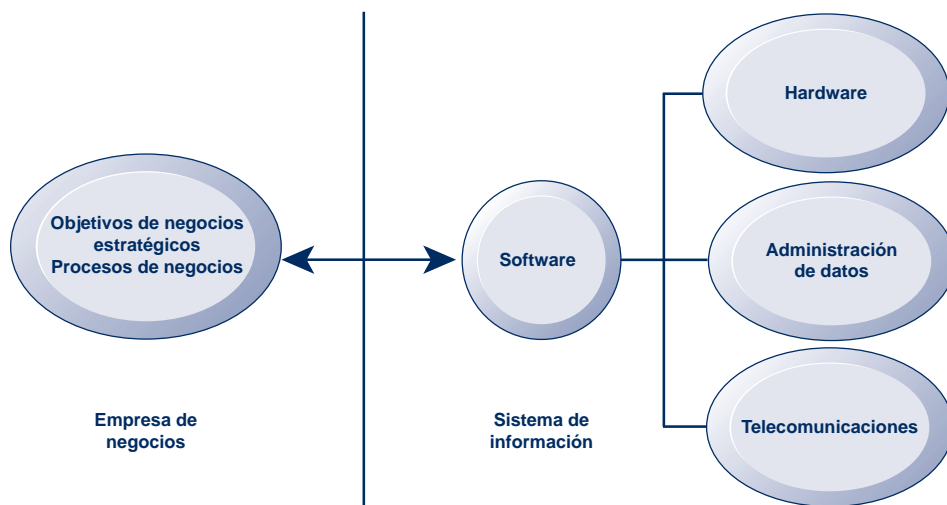 Objetivos de negocios
estratégicos
Procesos de negocios
Empresa de
negocios
Software
Sistema de
información
Hardware
Administración
de datos
Telecomunicaciones